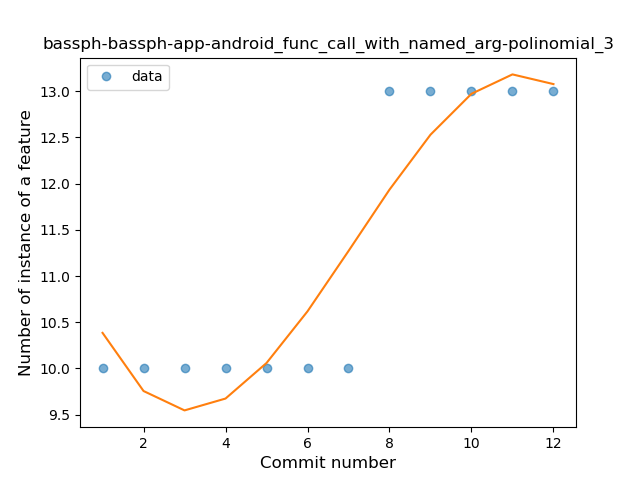 bassph-bassph-app-android_func_call_with_named_arg-polinomial_3
data
Number of instance of a feature
13.0
12.5
12.0
11.5
11.0
10.5
10.0
9.5
2 4 6 8 10 12
Commit number